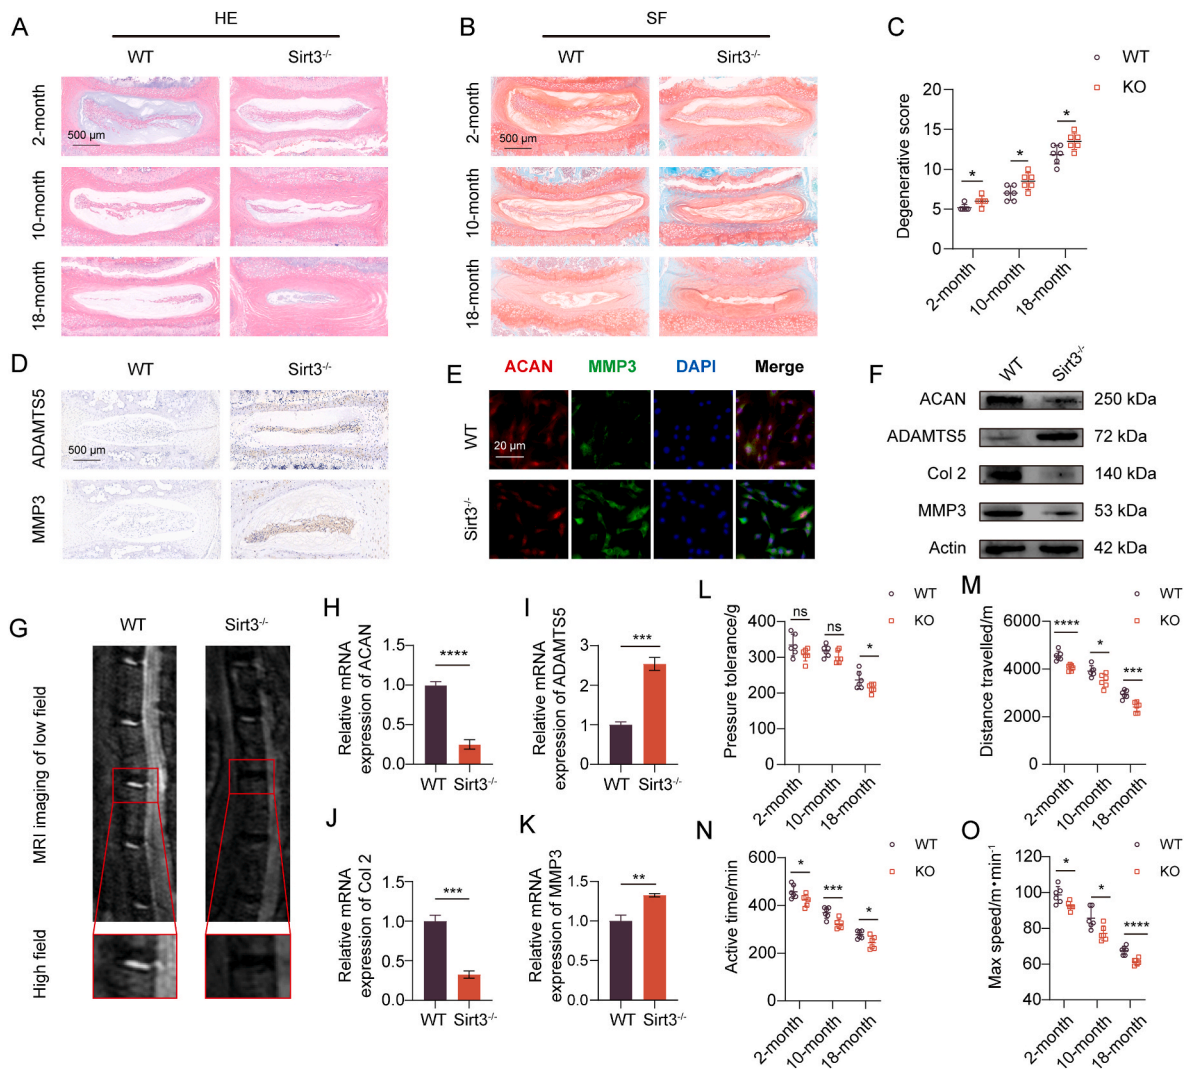 A
HE
WT
Sirt3-/-
2-month
500 μm
10-month
18-month
B
SF
WT
Sirt3-/-
2-month
500 μm
10-month
18-month
C
WT
KO
Degenerative score
20
15
10
5
0
*
*
*
2-month
10-month
18-month
D
WT
Sirt3-/-
ADAMTS5
500 μm
MMP3
E
ACAN
MMP3
DAPI
Merge
WT
20 μm
Sirt3-/-
F
WT
Sirt3-/-
ACAN
250 kDa
ADAMTS5
72 kDa
Col 2
140 kDa
MMP3
53 kDa
Actin
42 kDa
G
WT
Sirt3-/-
MRI imaging of low field
High field
H
Relative mRNA
expression of ACAN
1.5
1.0
0.5
0.0
****
WT
Sirt3-/-
I
Relative mRNA
expression of ADAMTS5
3
2
1
0
***
WT
Sirt3-/-
J
Relative mRNA
expression of Col 2
1.5
1.0
0.5
0.0
***
WT
Sirt3-/-
K
Relative mRNA
expression of MMP3
1.5
1.0
0.5
0.0
**
WT
Sirt3-/-
L
WT
KO
Pressure tolerance/g
400
300
200
100
0
ns
ns
*
2-month
10-month
18-month
M
WT
KO
Distance travelled/m
6000
4000
2000
0
****
*
***
2-month
10-month
18-month
N
WT
KO
Active time/min
600
400
200
0
*
***
*
2-month
10-month
18-month
O
WT
KO
Max speed/m•min-1
120
100
80
60
40
*
*
****
2-month
10-month
18-month